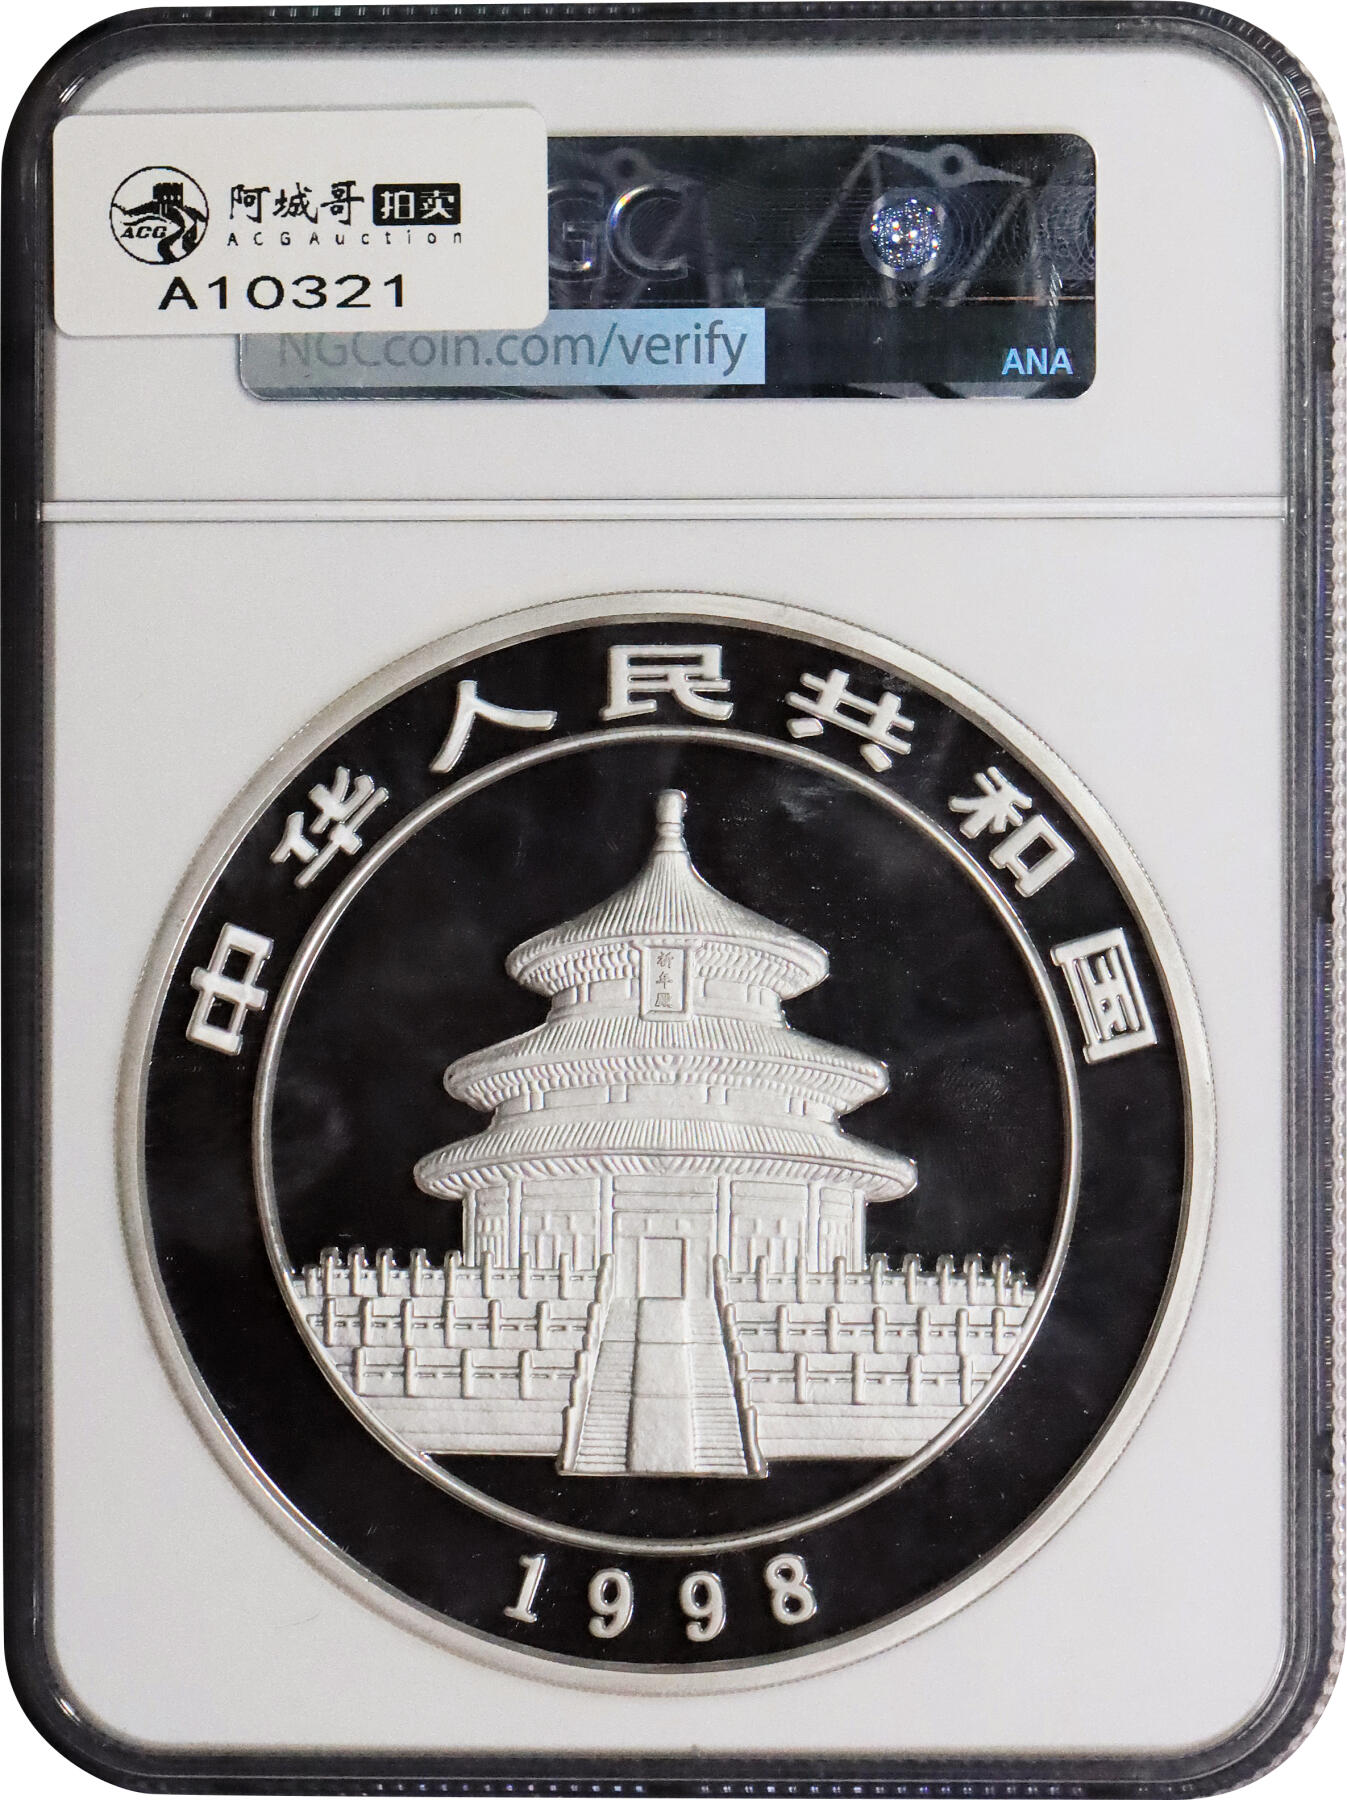 阿城哥 拍卖
ACG
ACGAuction
A10321
NGC
NGCcoin.com/verify
ANA
中华人民共和国
祈年殿
1998